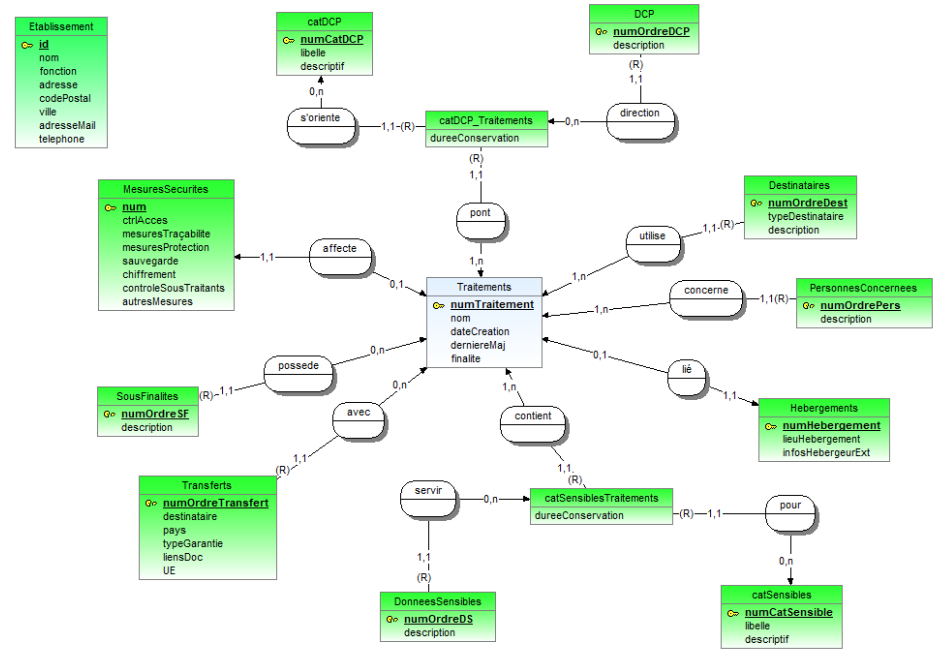 catDCP
numCatDCP
libelle
descriptif
DCP
numOrdreDCP
description
Etablissement
id
nom
fonction
adresse
codePostal
ville
adresseMail
telephone
(R)
1,1
0,n
s'oriente
1,1
(R)
catDCP_Traitements
dureeConservation
0,n
direction
(R)
1,1
pont
1,n
MesuresSecurites
num
ctrlAcces
mesuresTraçabilite
mesuresProtection
sauvegarde
chiffrement
controleSousTraitants
autresMesures
1,1
affecte
0,1
Destinataires
numOrdreDest
typeDestinataire
description
utilise
1,1
(R)
1,n
Traitements
numTraitement
nom
dateCreation
derniereMaj
finalite
concerne
1,1
(R)
1,n
PersonnesConcernees
numOrdrePers
description
possede
0,n
(R)
1,1
SousFinalites
numOrdreSF
description
0,1
lié
1,1
Hebergements
numHebergement
lieuHebergement
infosHebergeurExt
0,n
avec
1,1
(R)
1,n
contient
1,1
(R)
Transferts
numOrdreTransfert
destinataire
pays
typeGarantie
liensDoc
UE
servir
0,n
1,1
(R)
catSensiblesTraitements
dureeConservation
(R)
1,1
pour
0,n
DonneesSensibles
numOrdreDS
description
catSensibles
numCatSensible
libelle
descriptif